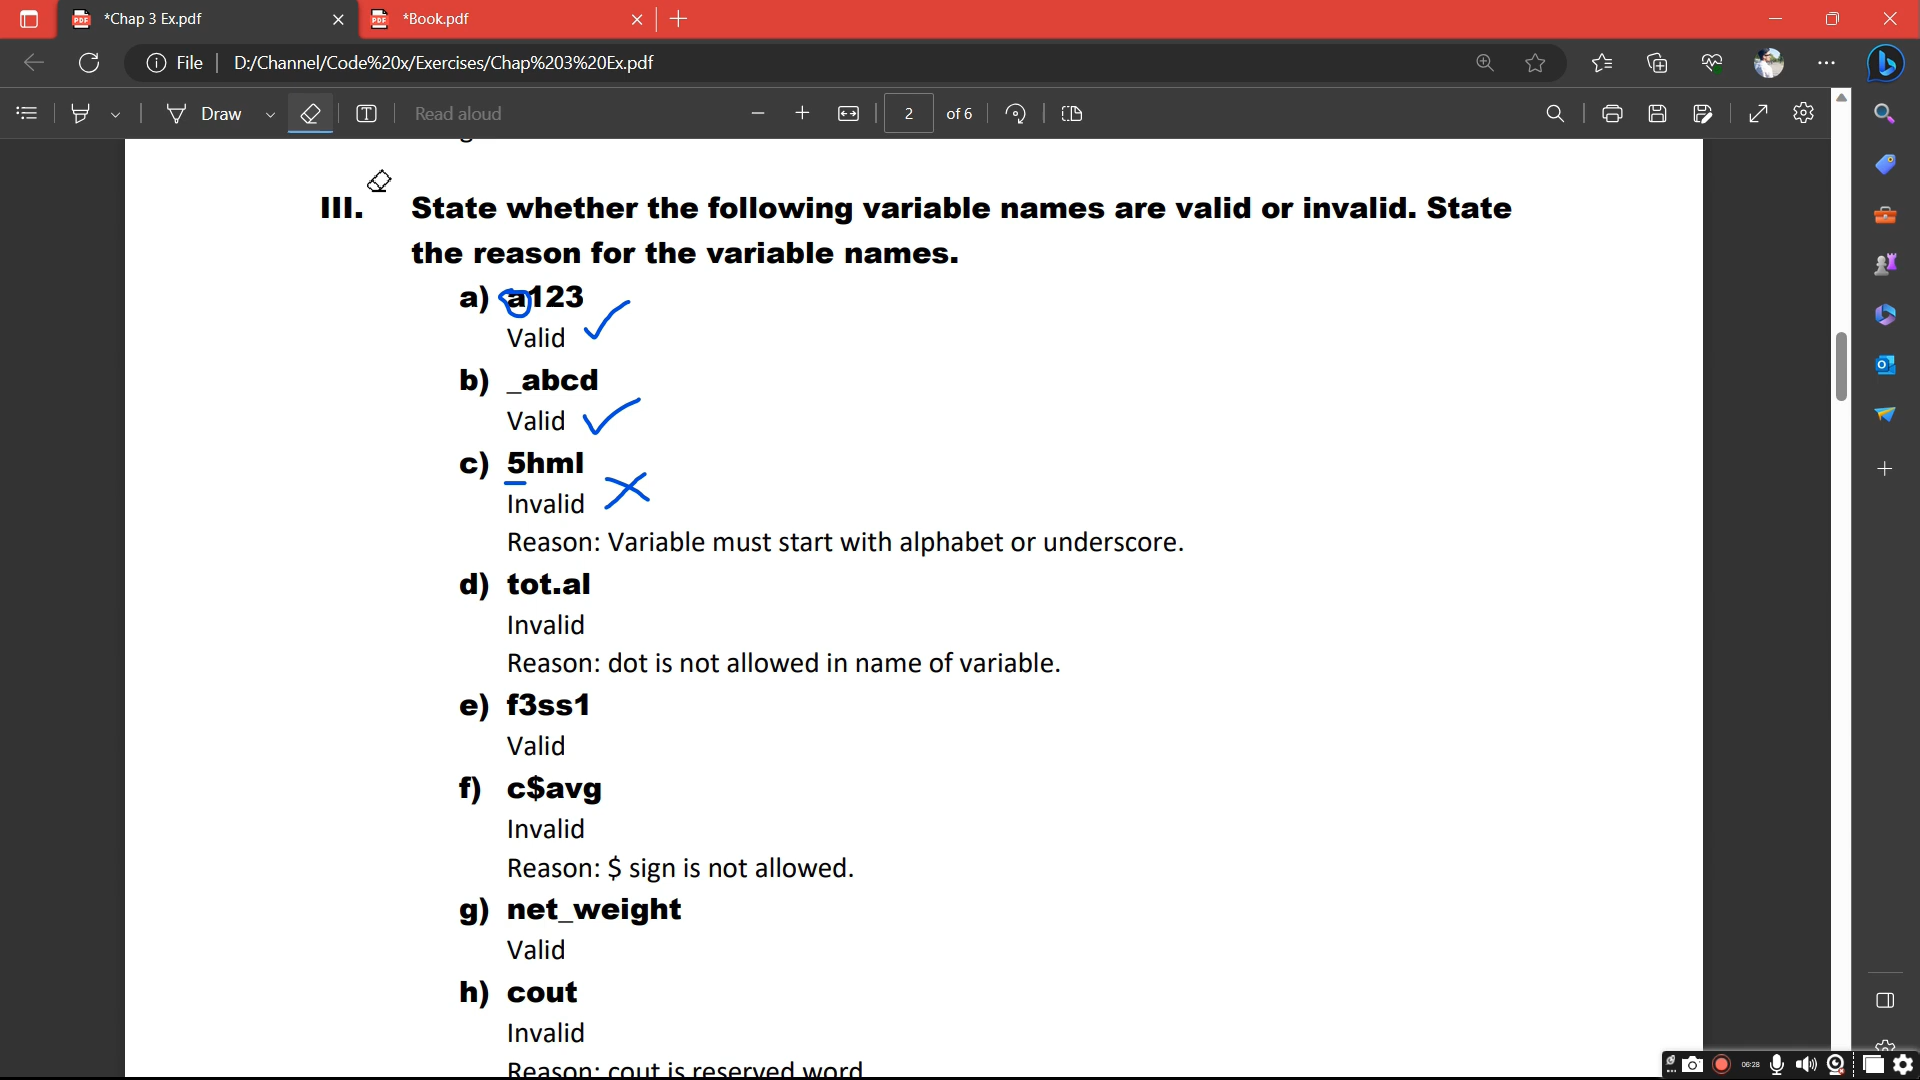 *Chap 3 Ex.pdf
*Book.pdf
File
D:/Channel/Code%20x/Exercises/Chap%203%20Ex.pdf
Draw
Read aloud
2 of 6
III. State whether the following variable names are valid or invalid. State
the reason for the variable names.
a) a123
Valid
b) _abcd
Valid
c) 5hml
Invalid
Reason: Variable must start with alphabet or underscore.
d) tot.al
Invalid
Reason: dot is not allowed in name of variable.
e) f3ss1
Valid
f) c$avg
Invalid
Reason: $ sign is not allowed.
g) net_weight
Valid
h) cout
Invalid
Reason: cout is reserved word
06:28